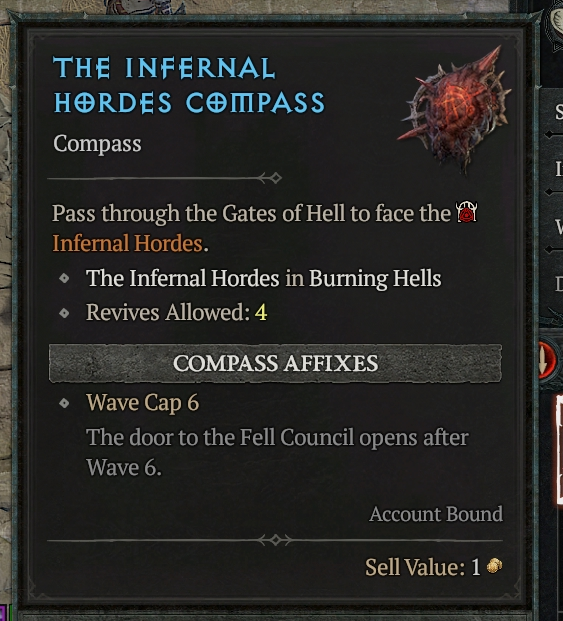 THE INFERNAL
HORDES COMPASS
Compass
Pass through the Gates of Hell to face the
Infernal Hordes.
The Infernal Hordes in Burning Hells
Revives Allowed: 4
COMPASS AFFIXES
Wave Cap 6
The door to the Fell Council opens after
Wave 6.
Account Bound
Sell Value: 1